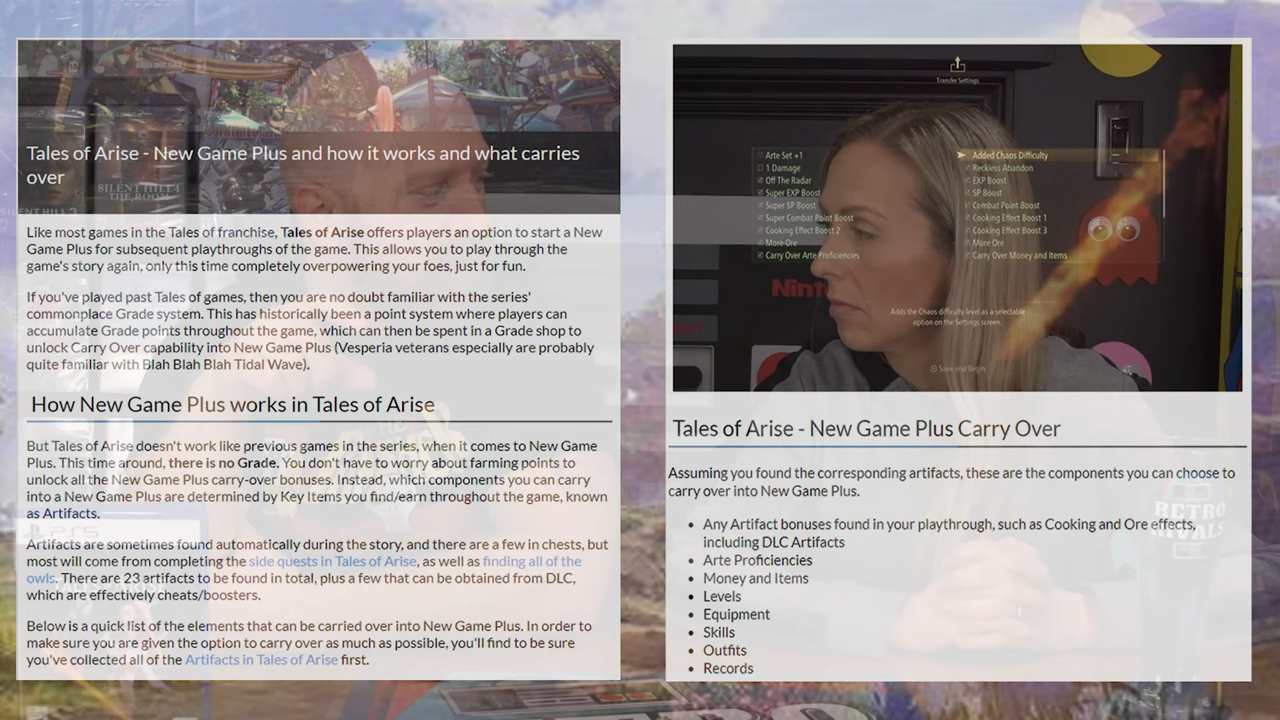 Tales of Arise - New Game Plus and how it works and what carries
over
Like most games in the Tales of franchise, Tales of Arise offers players an option to start a New
Game Plus for subsequent playthroughs of the game. This allows you to play through the
game's story again, only this time completely overpowering your foes, just for fun.
If you've played past Tales of games, then you are no doubt familiar with the series'
commonplace Grade system. This has historically been a point system where players can
accumulate Grade points throughout the game, which can then be spent in a Grade shop to
unlock Carry Over capability into New Game Plus (Vesperia veterans especially are probably
quite familiar with Blah Blah Blah Tidal Wave).
How New Game Plus works in Tales of Arise
But Tales of Arise doesn't work like previous games in the series, when it comes to New Game
Plus. This time around, there is no Grade. You don't have to worry about farming points to
unlock all the New Game Plus carry-over bonuses. Instead, which components you can carry
into a New Game Plus are determined by Key Items you find/earn throughout the game, known
as Artifacts.
Artifacts are sometimes found automatically during the story, and there are a few in chests, but
most will come from completing the side quests in Tales of Arise, as well as finding all of the
owls. There are 23 artifacts to be found in total, plus a few that can be obtained from DLC,
which are effectively cheats/boosters.
Below is a quick list of the elements that can be carried over into New Game Plus. In order to
make sure you are given the option to carry over as much as possible, you'll find to be sure
you've collected all of the Artifacts in Tales of Arise first.
SILENT HILL 4
THE ROOM
SILENT HILL 3
PS5
Transfer Settings
Arte Set +1
1 Damage
Off The Radar
Super EXP Boost
Super SP Boost
Super Combat Point Boost
Cooking Effect Boost 2
More Ore
Carry Over Arte Proficiencies
Added Chaos Difficulty
Reckless Abandon
EXP Boost
SP Boost
Combat Point Boost
Cooking Effect Boost 1
Cooking Effect Boost 3
More Ore
Carry Over Money and Items
Adds the Chaos difficulty level as a selectable
option on the Settings screen.
Save and Begin
Tales of Arise - New Game Plus Carry Over
Assuming you found the corresponding artifacts, these are the components you can choose to
carry over into New Game Plus.
• Any Artifact bonuses found in your playthrough, such as Cooking and Ore effects,
including DLC Artifacts
• Arte Proficiencies
• Money and Items
• Levels
• Equipment
• Skills
• Outfits
• Records
RETRO
RIVALS